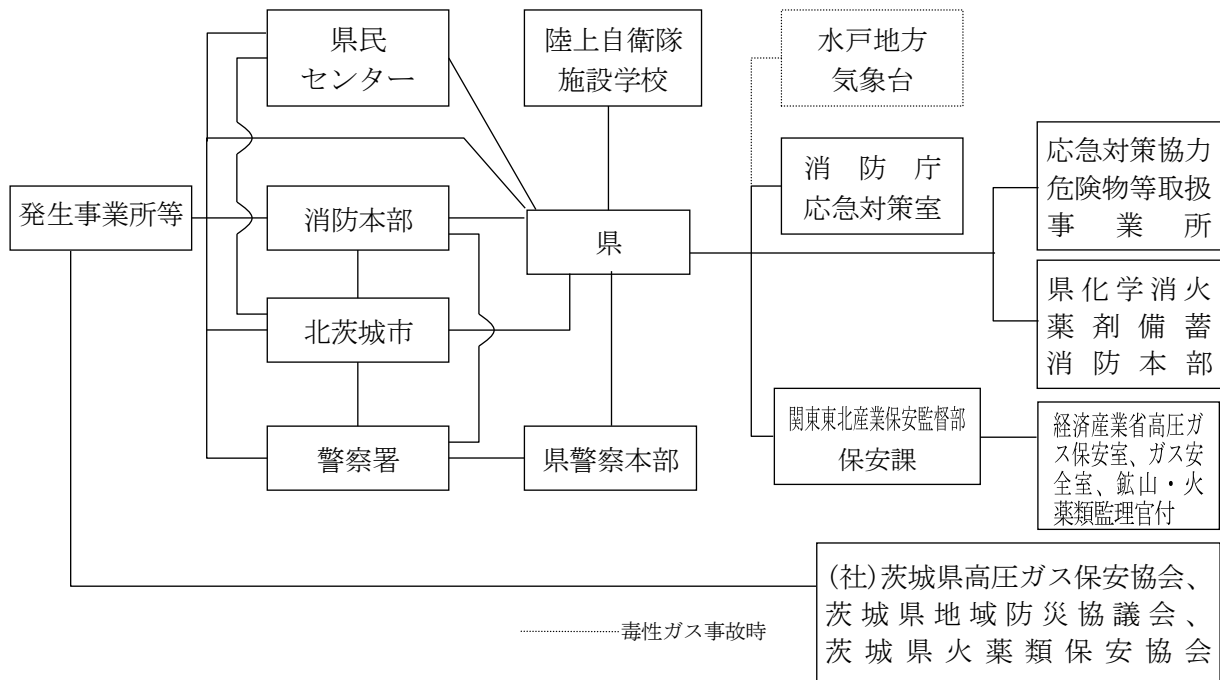 県民
センター
陸上自衛隊
施設学校
水戸地方
気象台
消防庁
応急対策室
応急対策協力
危険物等取扱
事業所
発生事業所等
消防本部
県
県化学消火
薬剤備蓄
消防本部
北茨城市
関東東北産業保安監督部
保安課
経済産業省高圧ガ
ス保安室、ガス安
全室、鉱山・火
薬類監理官付
警察署
県警察本部
(社)茨城県高圧ガス保安協会、
茨城県地域防災協議会、
茨城県火薬類保安協会
毒性ガス事故時